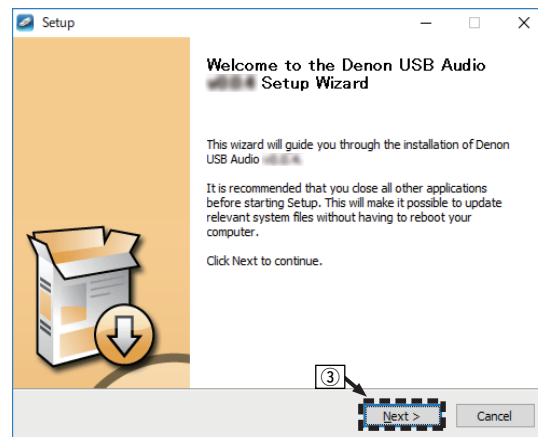 Setup
Welcome to the Denon USB Audio
Setup Wizard
This wizard will guide you through the installation of Denon
USB Audio
It is recommended that you close all other applications
before starting Setup. This will make it possible to update
relevant system files without having to reboot your
computer.
Click Next to continue.
③
Next >
Cancel